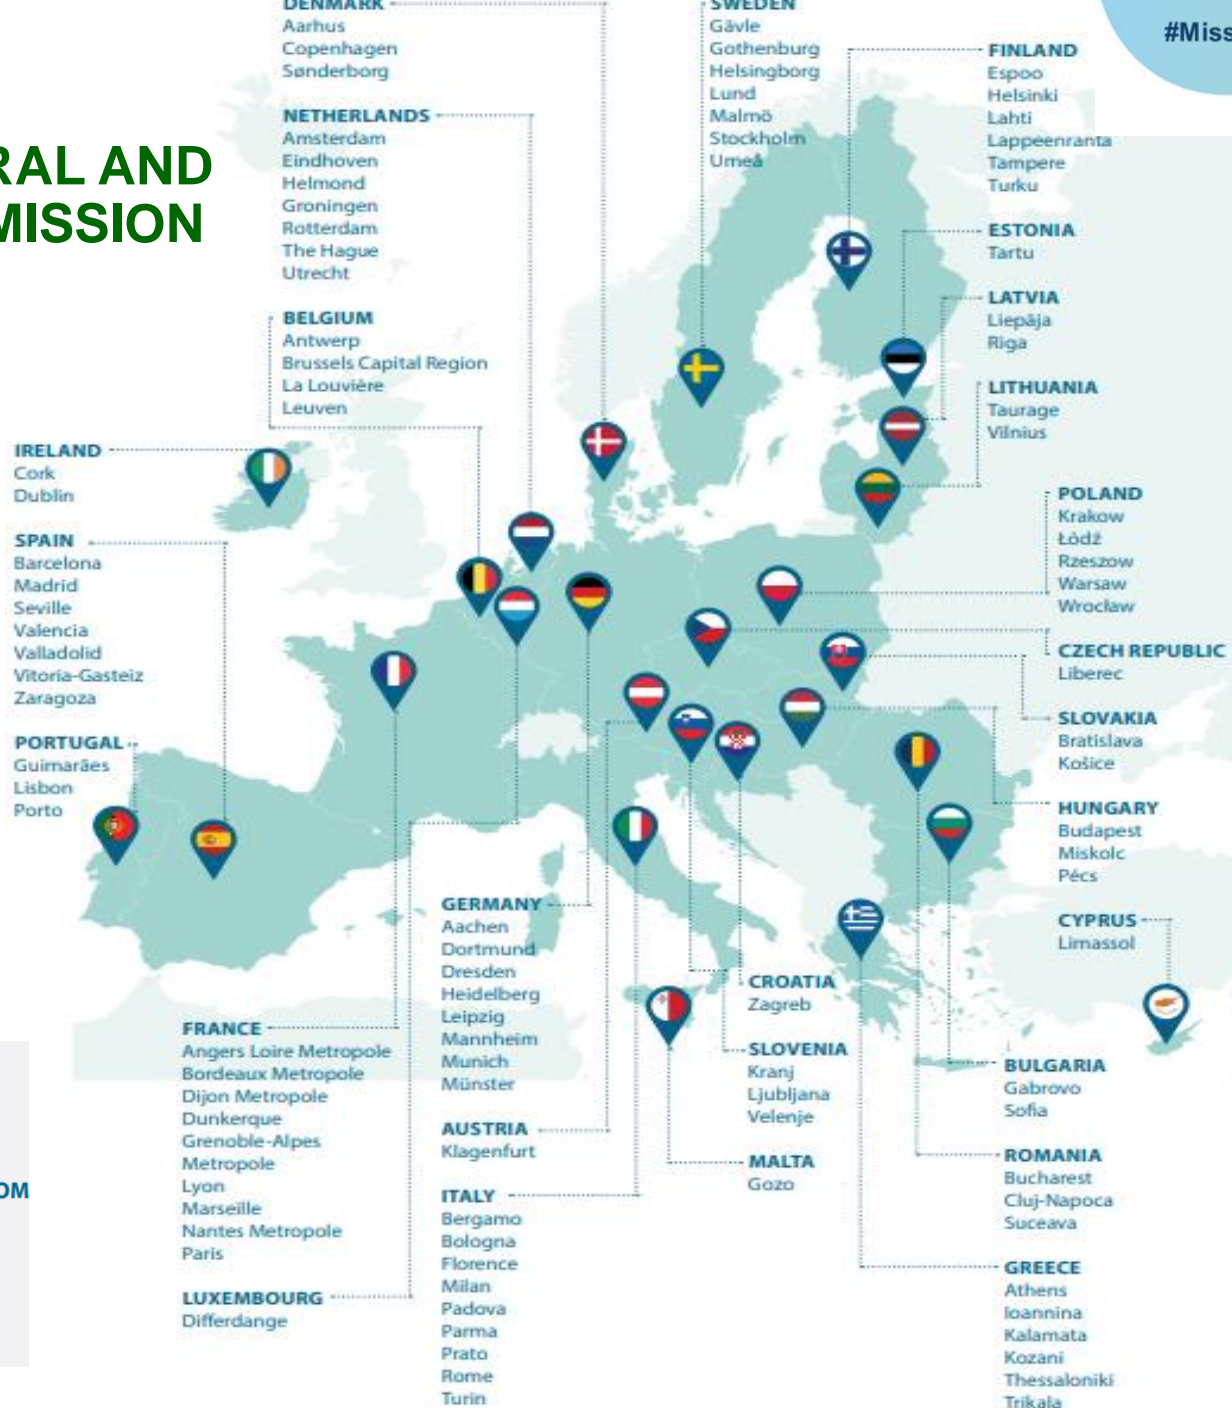 DENMARK
Aarhus
Copenhagen
Sønderborg
SWEDEN
Gävle
Gothenburg
Helsingborg
Lund
Malmö
Stockholm
Umeå
#Miss
FINLAND
Espoo
Helsinki
Lahti
Lappeenranta
Tampere
Turku
RAL AND
MISSION
NETHERLANDS
Amsterdam
Eindhoven
Helmond
Groningen
Rotterdam
The Hague
Utrecht
ESTONIA
Tartu
LATVIA
Liepāja
Riga
BELGIUM
Antwerp
Brussels Capital Region
La Louvière
Leuven
LITHUANIA
Taurage
Vilnius
IRELAND
Cork
Dublin
POLAND
Krakow
Łódź
Rzeszow
Warsaw
Wrocław
SPAIN
Barcelona
Madrid
Seville
Valencia
Valladolid
Vitoria-Gasteiz
Zaragoza
CZECH REPUBLIC
Liberec
SLOVAKIA
Bratislava
Košice
PORTUGAL
Guimarães
Lisbon
Porto
HUNGARY
Budapest
Miskolc
Pécs
GERMANY
Aachen
Dortmund
Dresden
Heidelberg
Leipzig
Mannheim
Munich
Münster
CYPRUS
Limassol
CROATIA
Zagreb
FRANCE
Angers Loire Metropole
Bordeaux Metropole
Dijon Metropole
Dunkerque
Grenoble-Alpes
Metropole
Lyon
Marseille
Nantes Metropole
Paris
SLOVENIA
Kranj
Ljubljana
Velenje
BULGARIA
Gabrovo
Sofia
AUSTRIA
Klagenfurt
MALTA
Gozo
ROMANIA
Bucharest
Cluj-Napoca
Suceava
OM
ITALY
Bergamo
Bologna
Florence
Milan
Padova
Parma
Prato
Rome
Turin
LUXEMBOURG
Differdange
GREECE
Athens
Ioannina
Kalamata
Kozani
Thessaloniki
Trikala